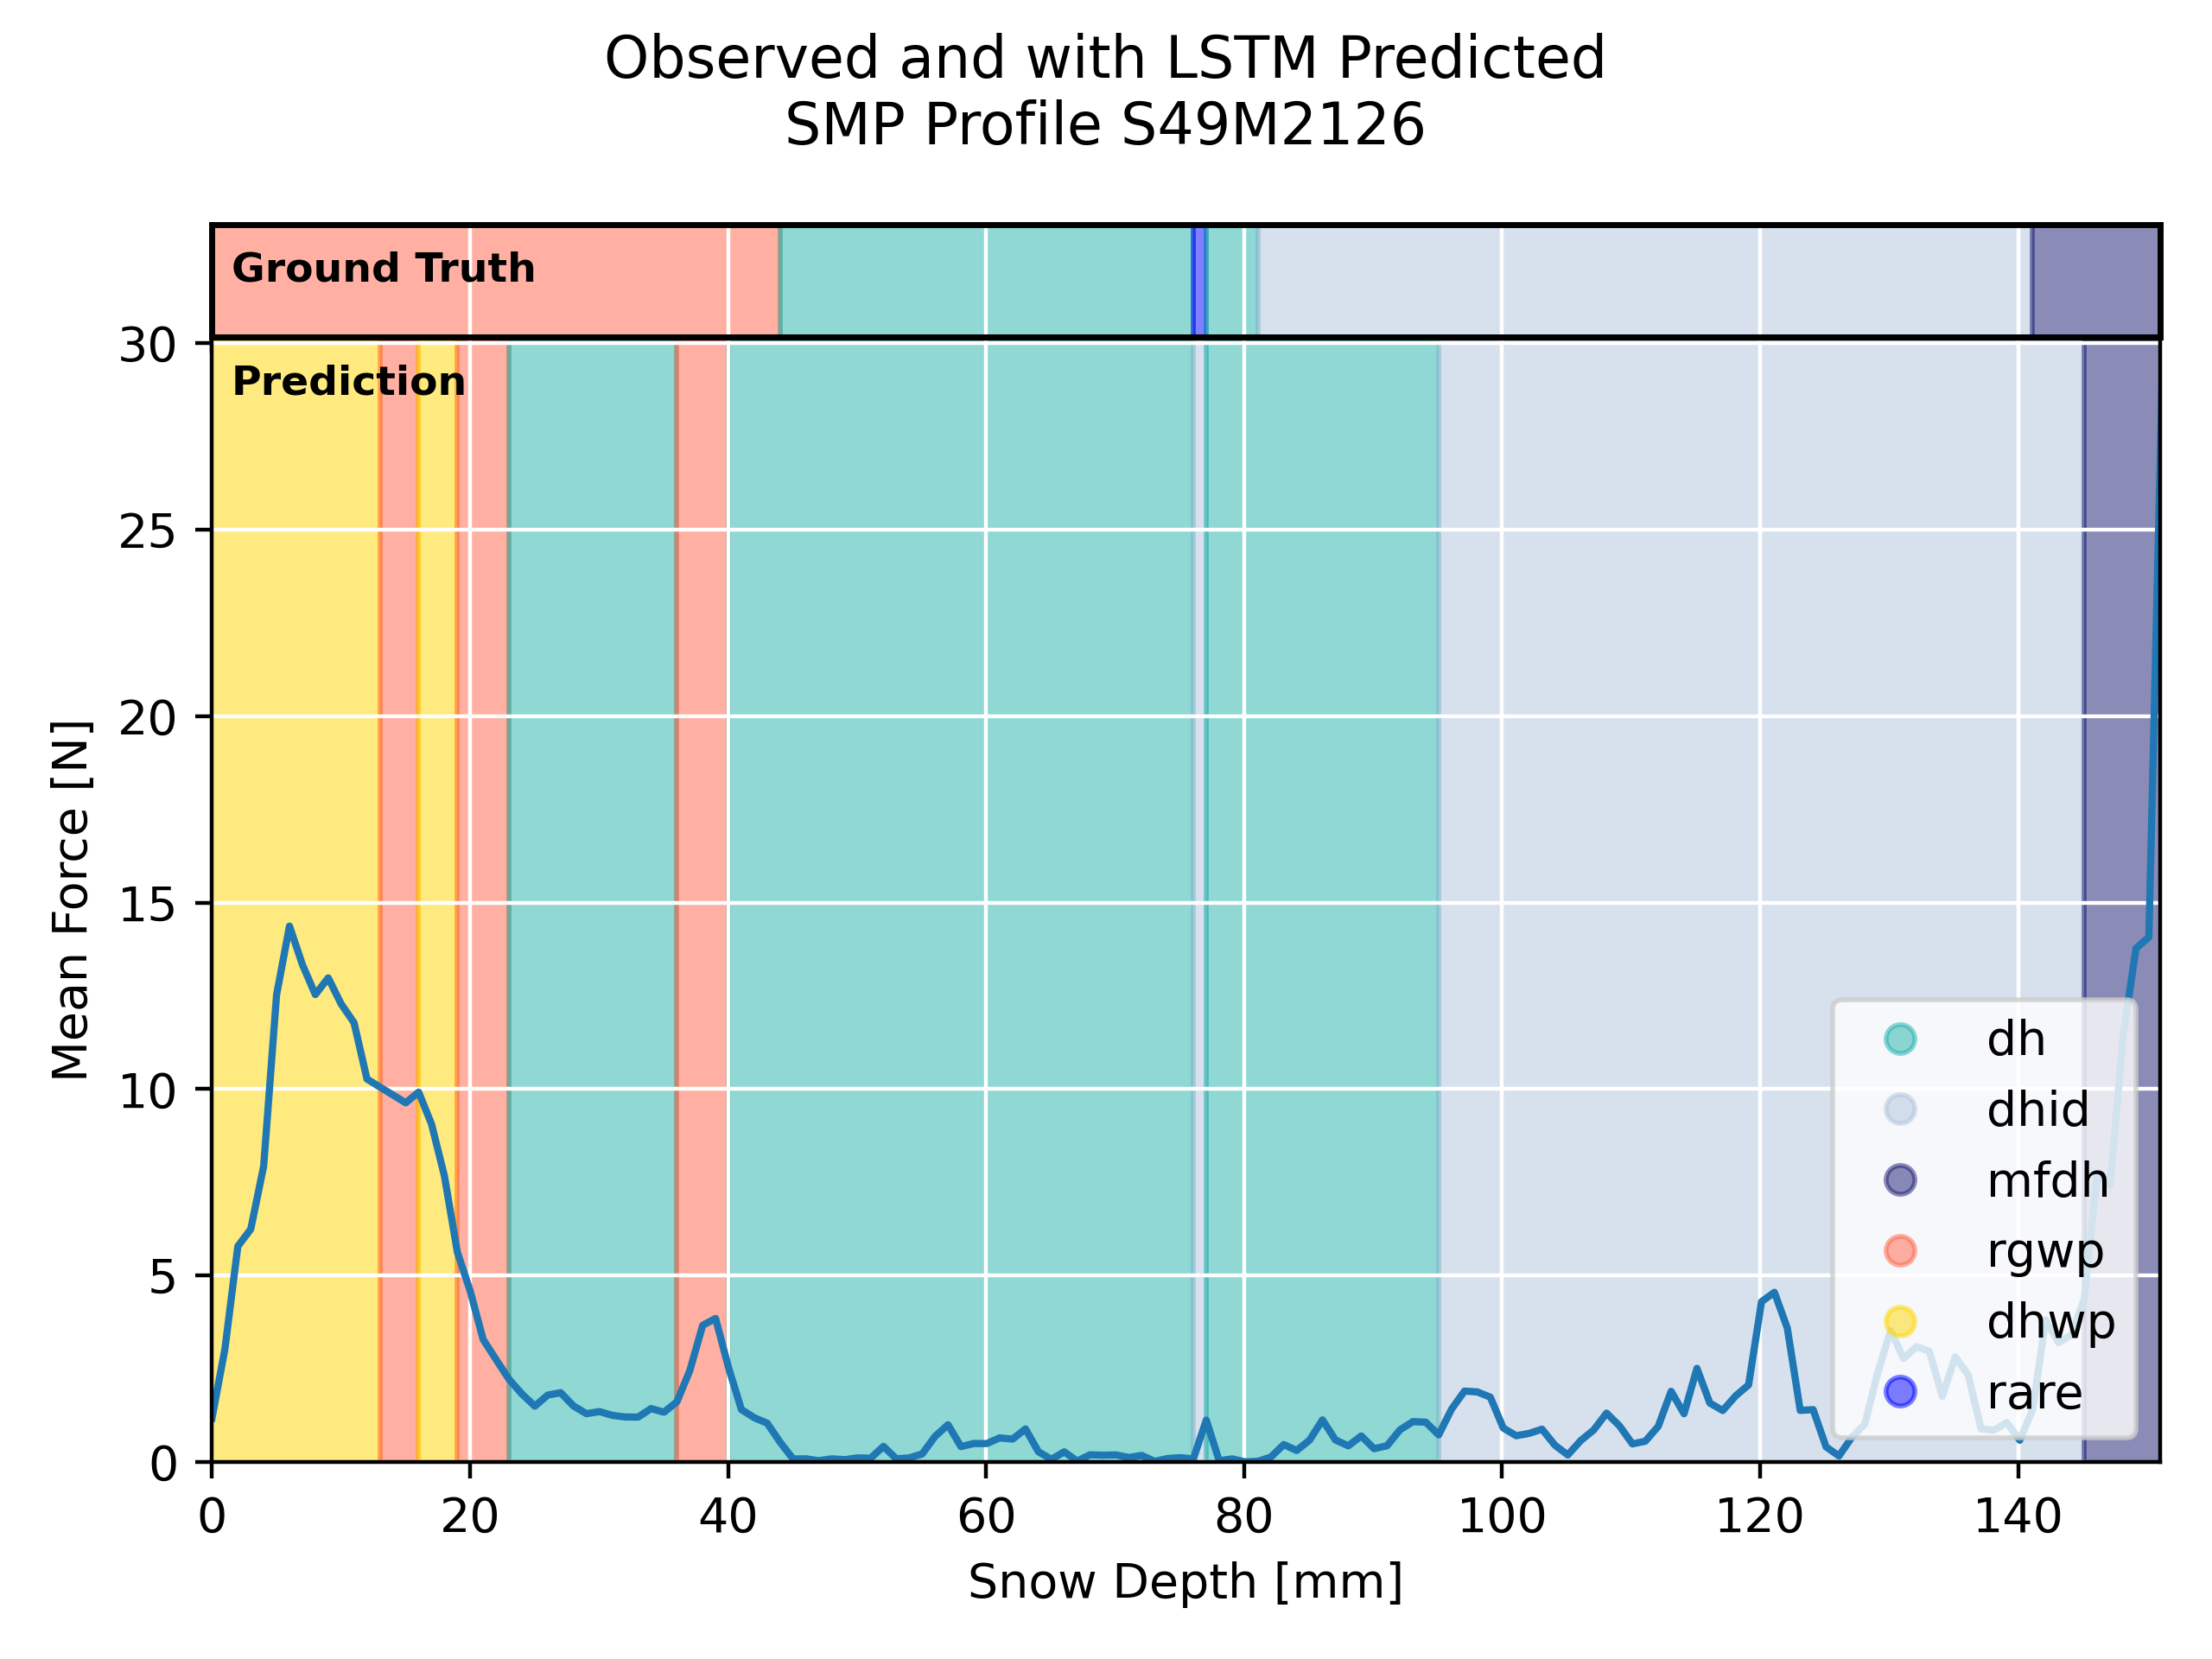 Observed and with LSTM Predicted
SMP Profile S49M2126
Ground Truth
Prediction
30
25
20
15
10
5
0
Mean Force [N]
dh
dhid
mfdh
rgwp
dhwp
rare
0 20 40 60 80 100 120 140
Snow Depth [mm]